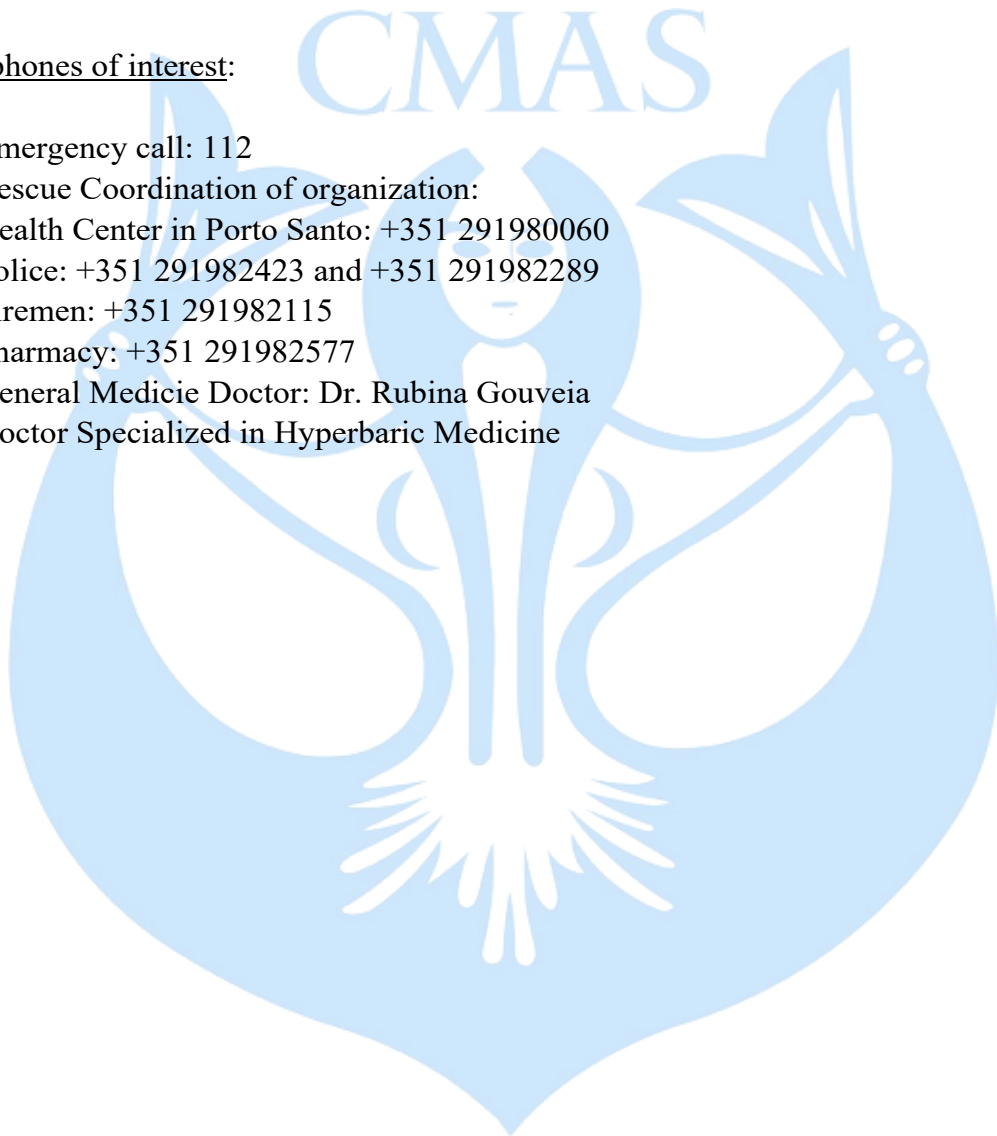 CMAS
phones of interest:
mergency call: 112
escue Coordination of organization:
ealth Center in Porto Santo: +351 291980060
olice: +351 291982423 and +351 291982289
iremen: +351 291982115
harmacy: +351 291982577
eneral Medicie Doctor: Dr. Rubina Gouveia
octor Specialized in Hyperbaric Medicine